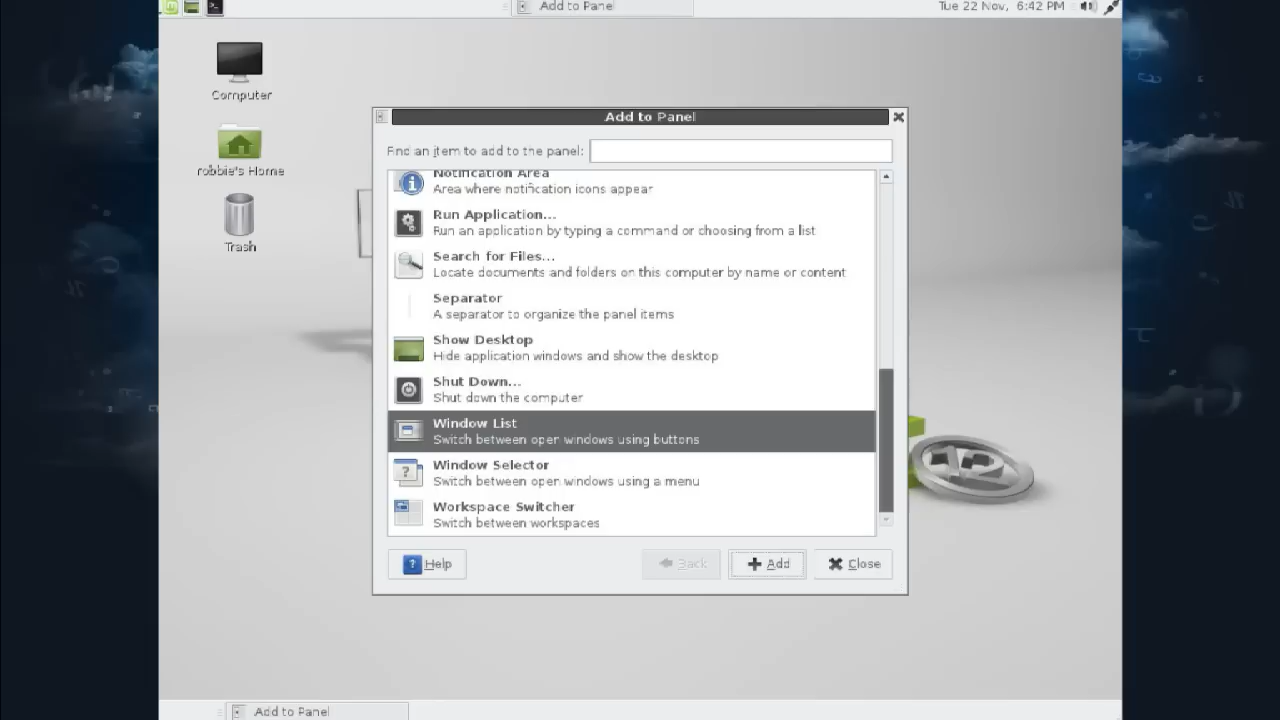 Add to Panel
Tue 22 Nov, 6:42 PM
Computer
robbie's Home
Trash
Add to Panel
Find an item to add to the panel:
Notification Area
Area where notification icons appear
Run Application...
Run an application by typing a command or choosing from a list
Search for Files...
Locate documents and folders on this computer by name or content
Separator
A separator to organize the panel items
Show Desktop
Hide application windows and show the desktop
Shut Down...
Shut down the computer
Window List
Switch between open windows using buttons
Window Selector
Switch between open windows using a menu
Workspace Switcher
Switch between workspaces
12
Help
Back
Add
Close
Add to Panel